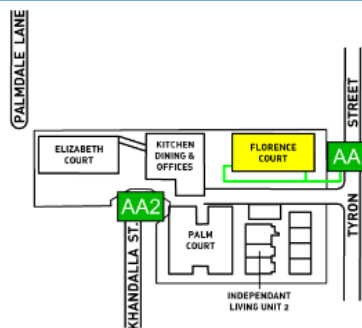 PALMDALE LANE
STREET
ELIZABETH
COURT
KITCHEN
DINING &
OFFICES
FLORENCE
COURT
AA
AA2
KHANDALLA ST.
PALM
COURT
TYRON
INDEPENDANT
LIVING UNIT 2